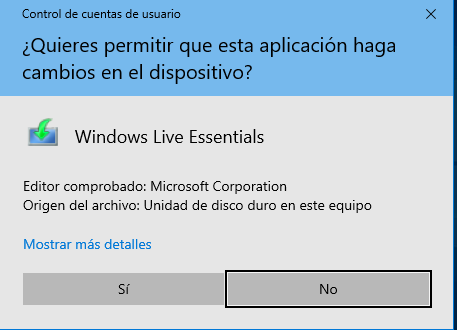 Control de cuentas de usuario
¿Quieres permitir que esta aplicación haga
cambios en el dispositivo?
Windows Live Essentials
Editor comprobado: Microsoft Corporation
Origen del archivo: Unidad de disco duro en este equipo
Mostrar más detalles
Sí
No